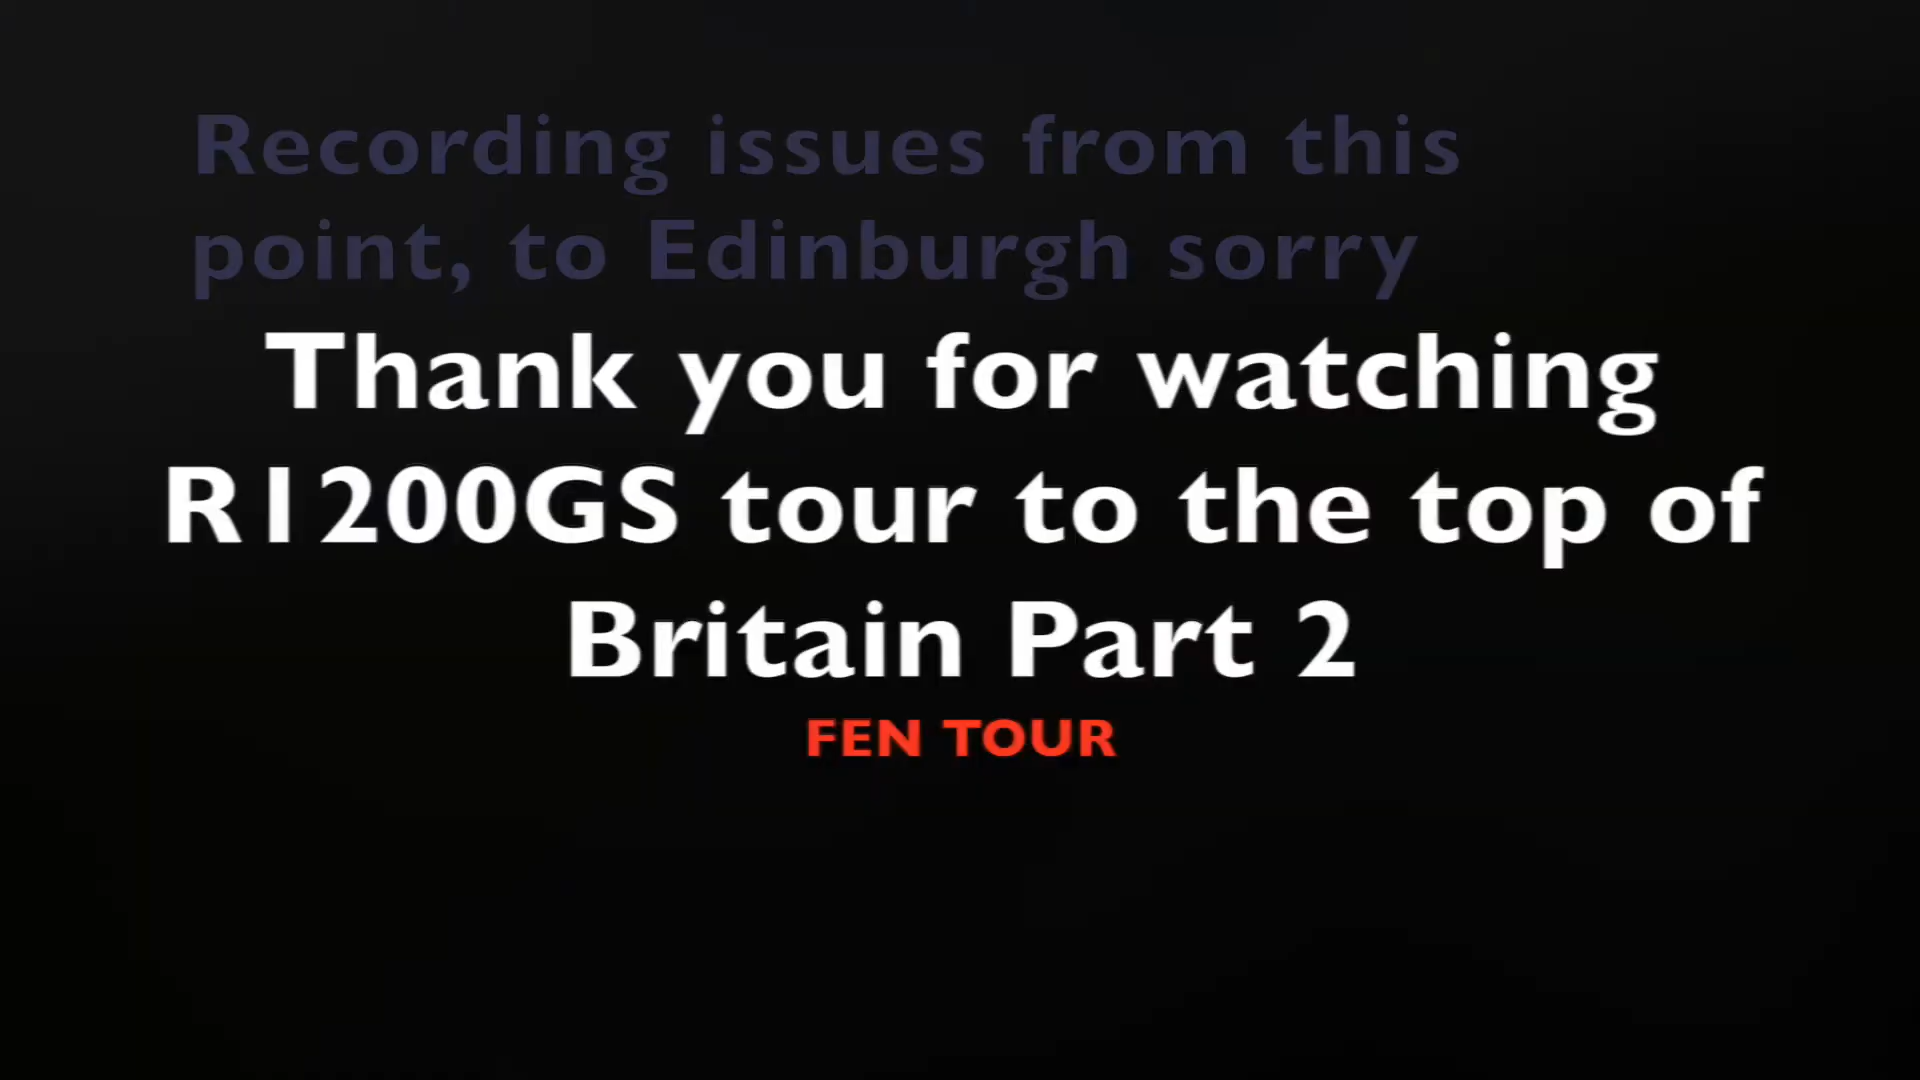 Recording issues from this
point, to Edinburgh sorry
Thank you for watching
R1200GS tour to the top of
Britain Part 2
FEN TOUR